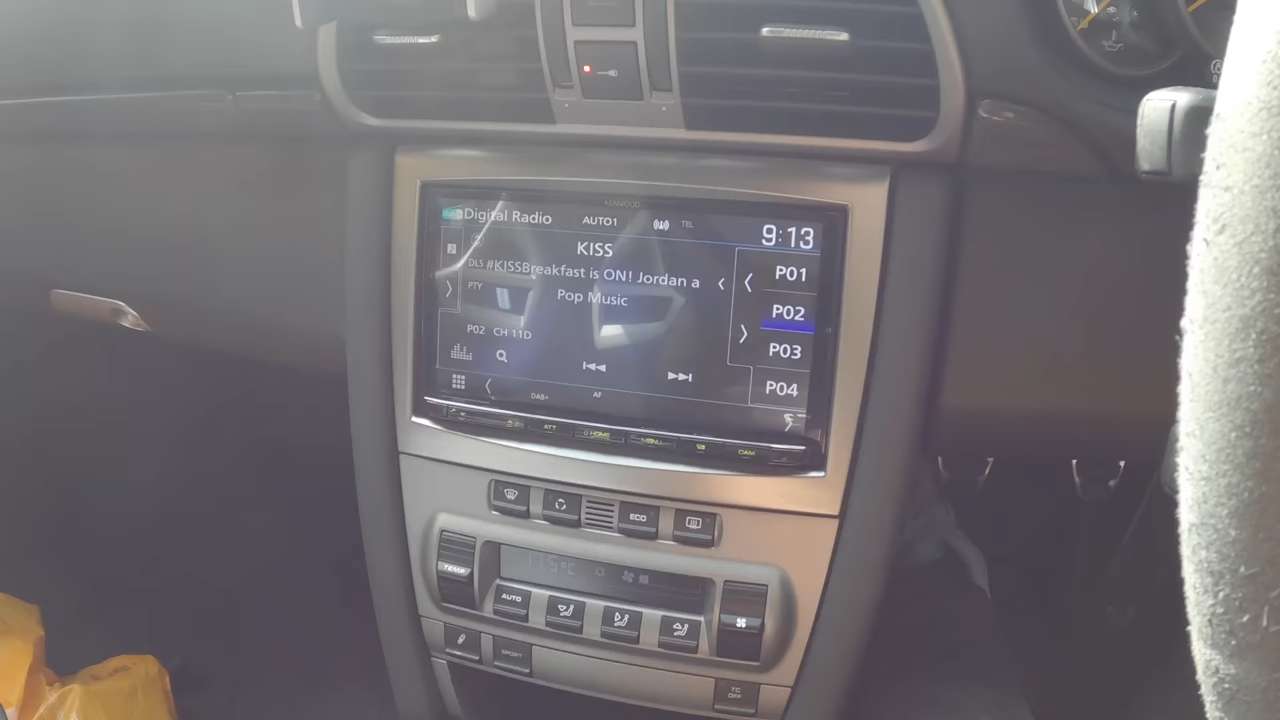 KENWOOD
Digital Radio AUTO1 TEL 9:13
KISS
DLS #KISSBreakfast is ON! Jordan a
PTY Pop Music
P01
P02
P03
P04
P02 CH 11D
DAB+ AF
ATT HOME MENU CAM
ECO
TEMP
AUTO
SPORT
TC
OFF